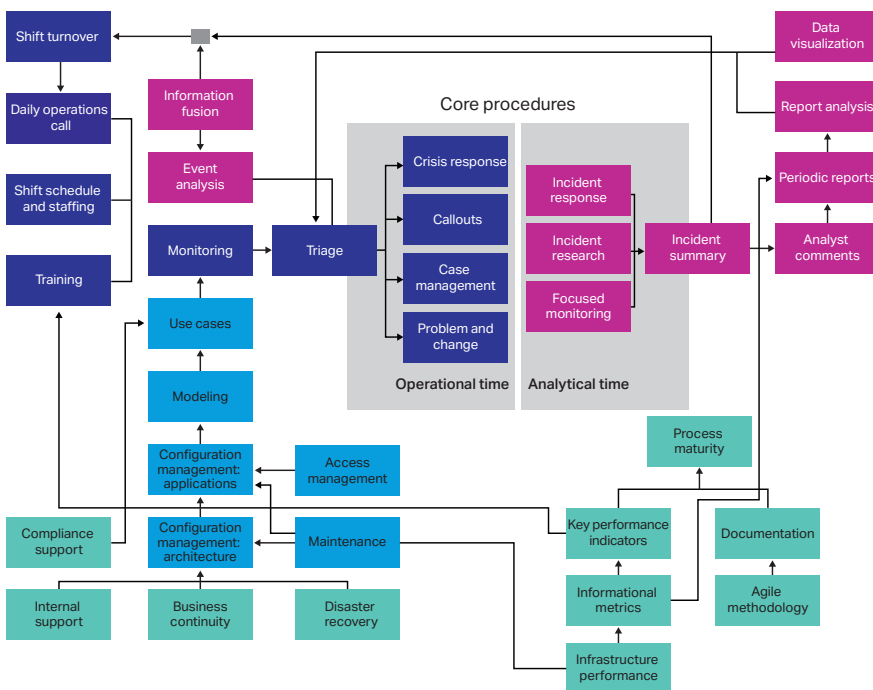 Shift turnover
Data
visualization
Information
fusion
Daily operations
call
Core procedures
Report analysis
Event
analysis
Crisis response
Periodic reports
Shift schedule
and staffing
Incident
response
Callouts
Monitoring
Triage
Incident
research
Incident
summary
Analyst
comments
Training
Case
management
Focused
monitoring
Use cases
Problem and
change
Operational time
Analytical time
Modeling
Process
maturity
Configuration
management:
applications
Access
management
Compliance
support
Configuration
management:
architecture
Maintenance
Key performance
indicators
Documentation
Internal
support
Business
continuity
Disaster
recovery
Informational
metrics
Agile
methodology
Infrastructure
performance